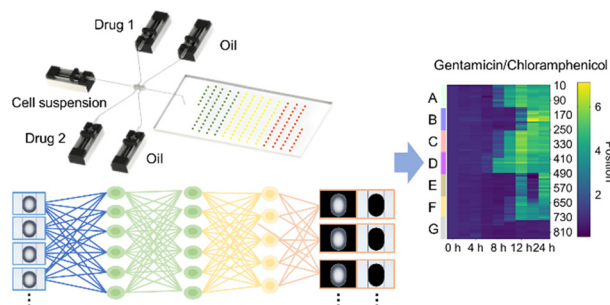 Drug 1
Oil
Cell suspension
Drug 2
Oil
Gentamicin/Chloramphenicol
A
B
C
D
E
F
G
10
90
170
250
330
410
490
570
650
730
810
6
4
2
Position
0 h 4 h 8 h 12 h 24 h